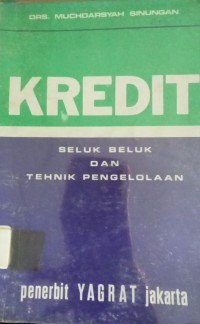 DRS. MUCHDARSYAH SINUNGAN
KREDIT
SELUK BELUK
DAN
TEHNIK PENGELOLAAN
penerbit YAGRAT jakarta